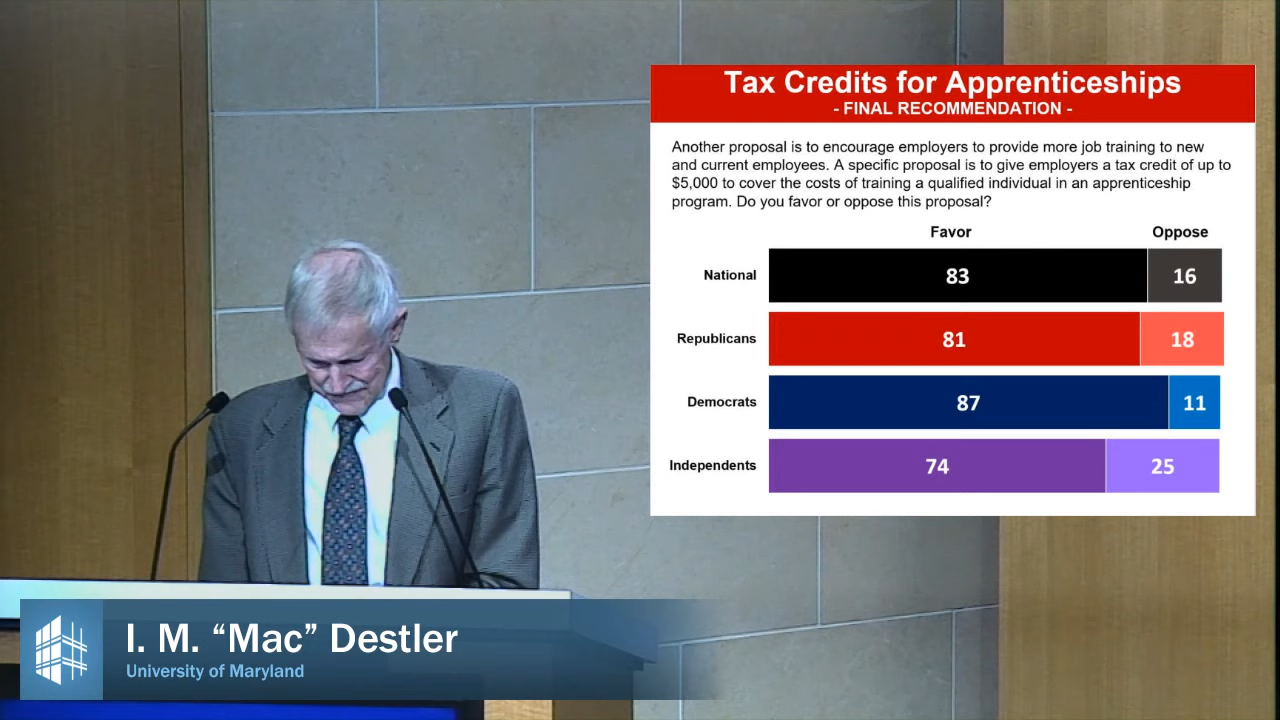 Tax Credits for Apprenticeships
- FINAL RECOMMENDATION -
Another proposal is to encourage employers to provide more job training to new
and current employees. A specific proposal is to give employers a tax credit of up to
$5,000 to cover the costs of training a qualified individual in an apprenticeship
program. Do you favor or oppose this proposal?
Favor Oppose
National 83 16
Republicans 81 18
Democrats 87 11
Independents 74 25
I. M. “Mac” Destler
University of Maryland